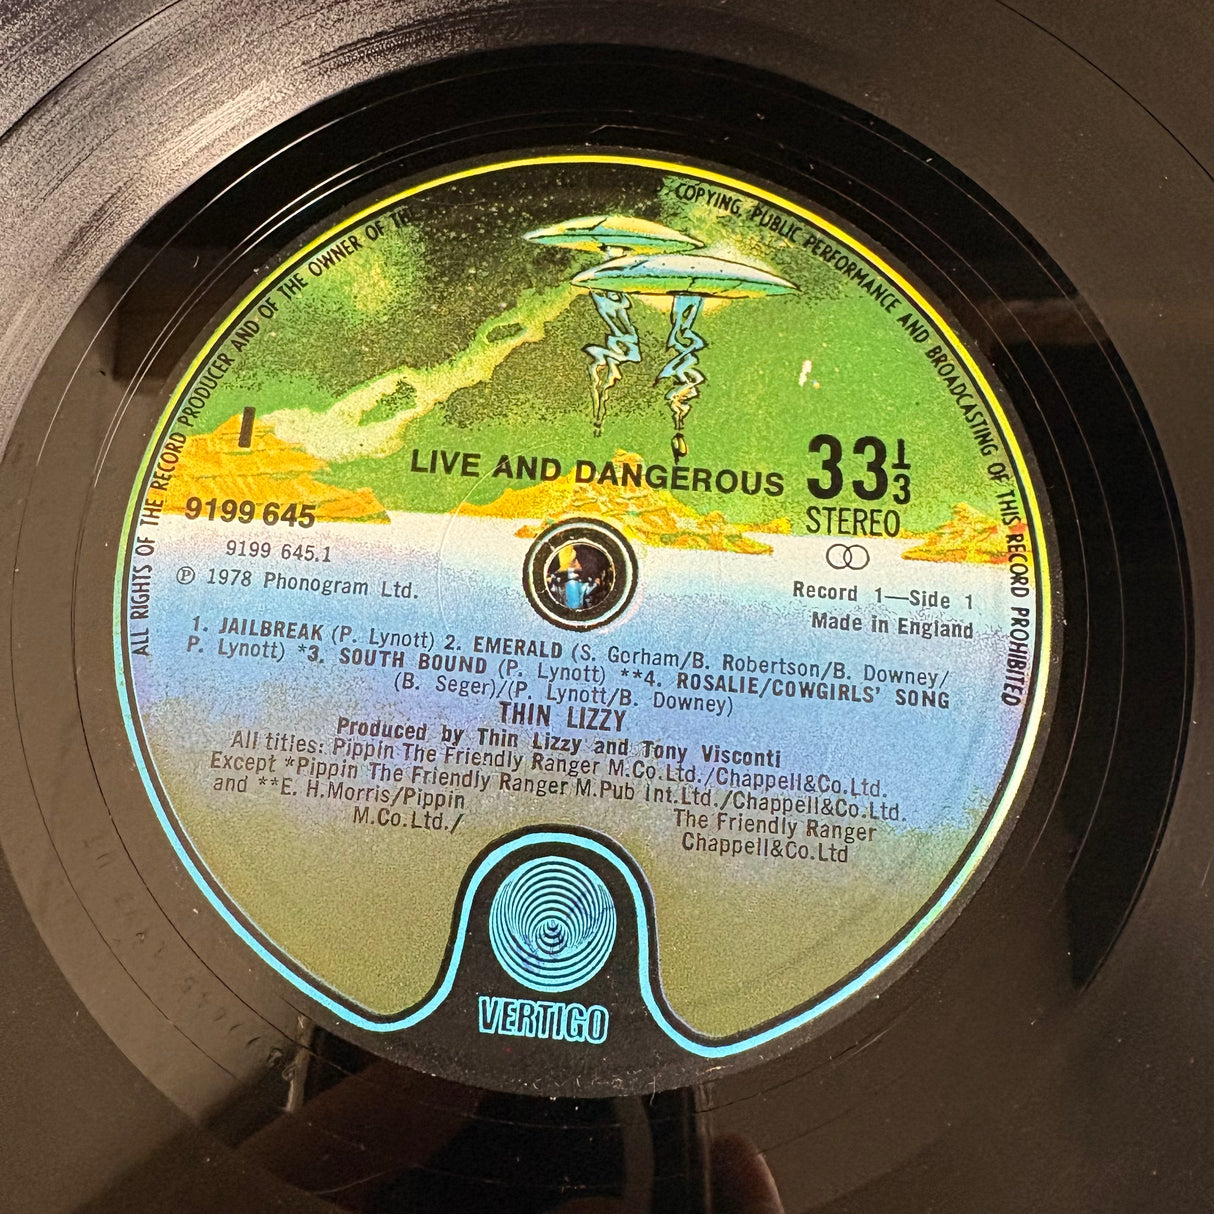 ALL RIGHTS OF THE RECORD PRODUCER AND OF THE OWNER OF THE
COPYING, PUBLIC PERFORMANCE AND BROADCASTING OF THIS RECORD PROHIBITED
1
LIVE AND DANGEROUS
33 1/3
STEREO
9199 645
9199 645.1
℗ 1978 Phonogram Ltd.
Record 1—Side 1
Made in England
1. JAILBREAK (P. Lynott) 2. EMERALD (S. Gorham/B. Robertson/B. Downey/
P. Lynott) *3. SOUTH BOUND (P. Lynott) **4. ROSALIE/COWGIRLS' SONG
(B. Seger)/(P. Lynott/B. Downey)
THIN LIZZY
Produced by Thin Lizzy and Tony Visconti
All titles: Pippin The Friendly Ranger M.Co.Ltd./Chappell&Co.Ltd.
Except *Pippin The Friendly Ranger M.Pub Int.Ltd./Chappell&Co.Ltd.
and **E. H.Morris/Pippin The Friendly Ranger
M.Co.Ltd./ Chappell&Co.Ltd
VERTIGO